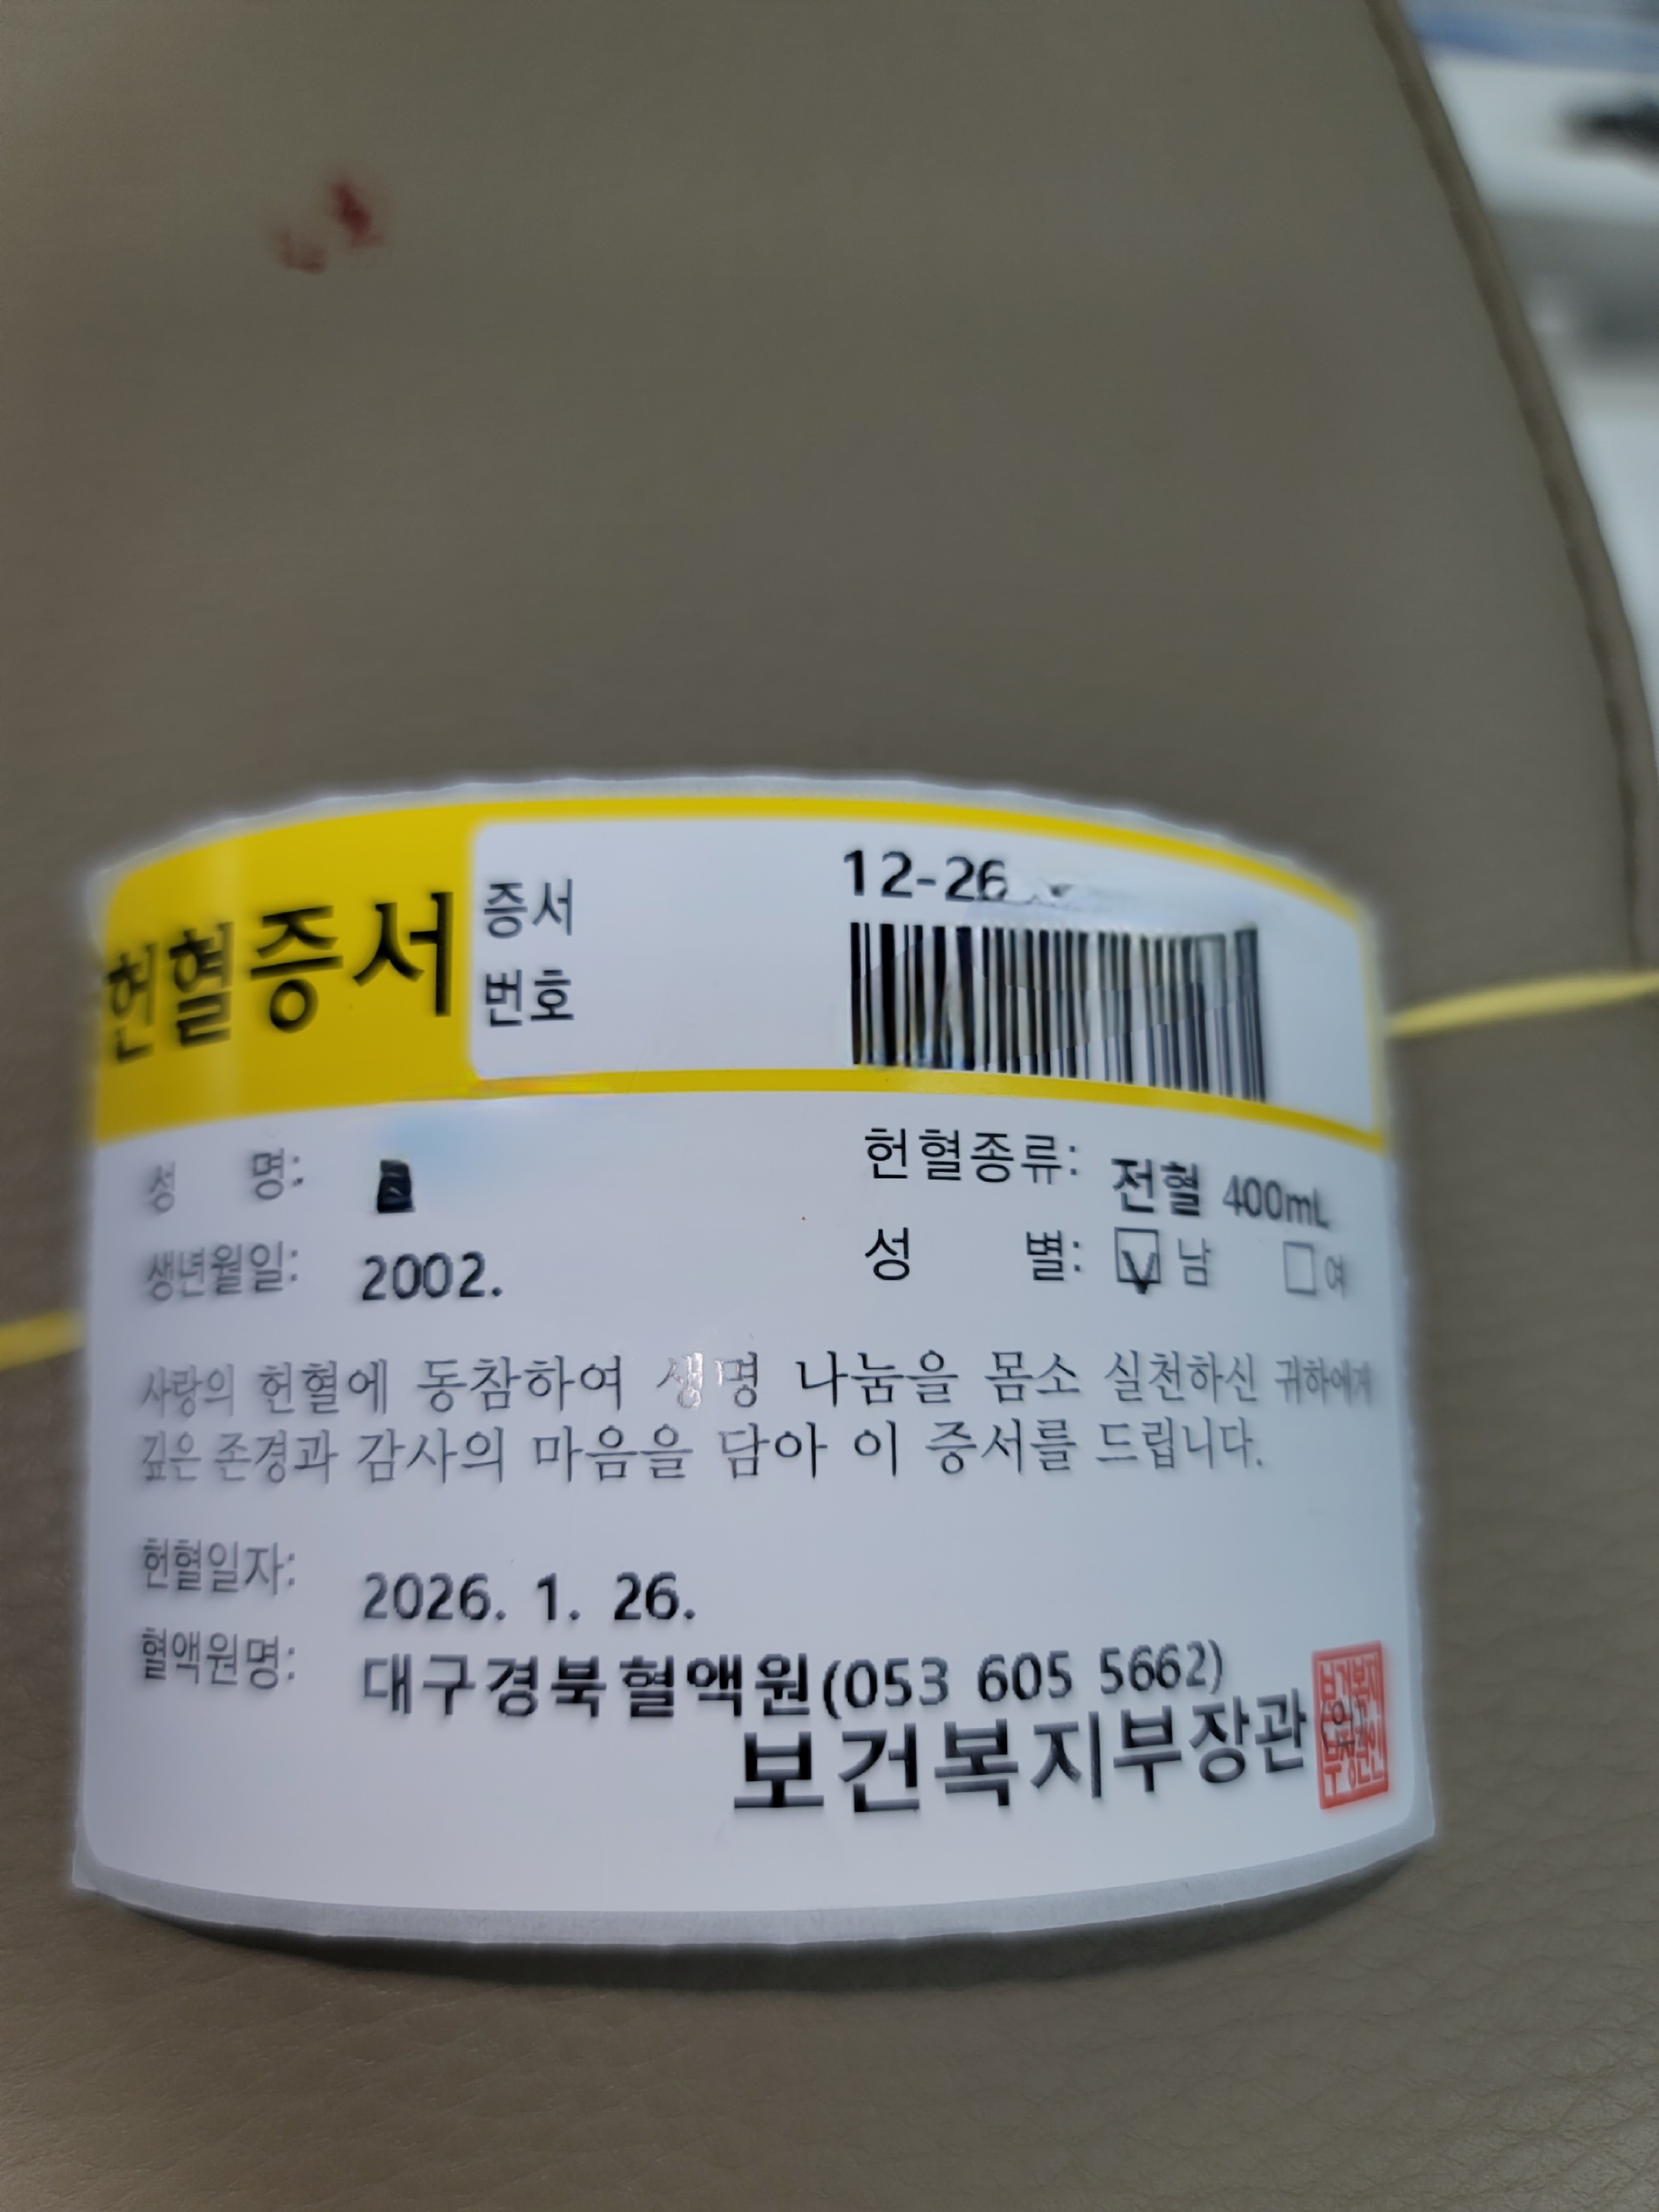 헌혈증서
증서
번호
12-26
성 명:
헌혈종류: 전혈 400mL
생년월일: 2002.
성 별: V 남 여
사랑의 헌혈에 동참하여 생명 나눔을 몸소 실천하신 귀하에게
깊은 존경과 감사의 마음을 담아 이 증서를 드립니다.
헌혈일자: 2026. 1. 26.
혈액원명: 대구경북혈액원(053 605 5662)
보건복지부장관